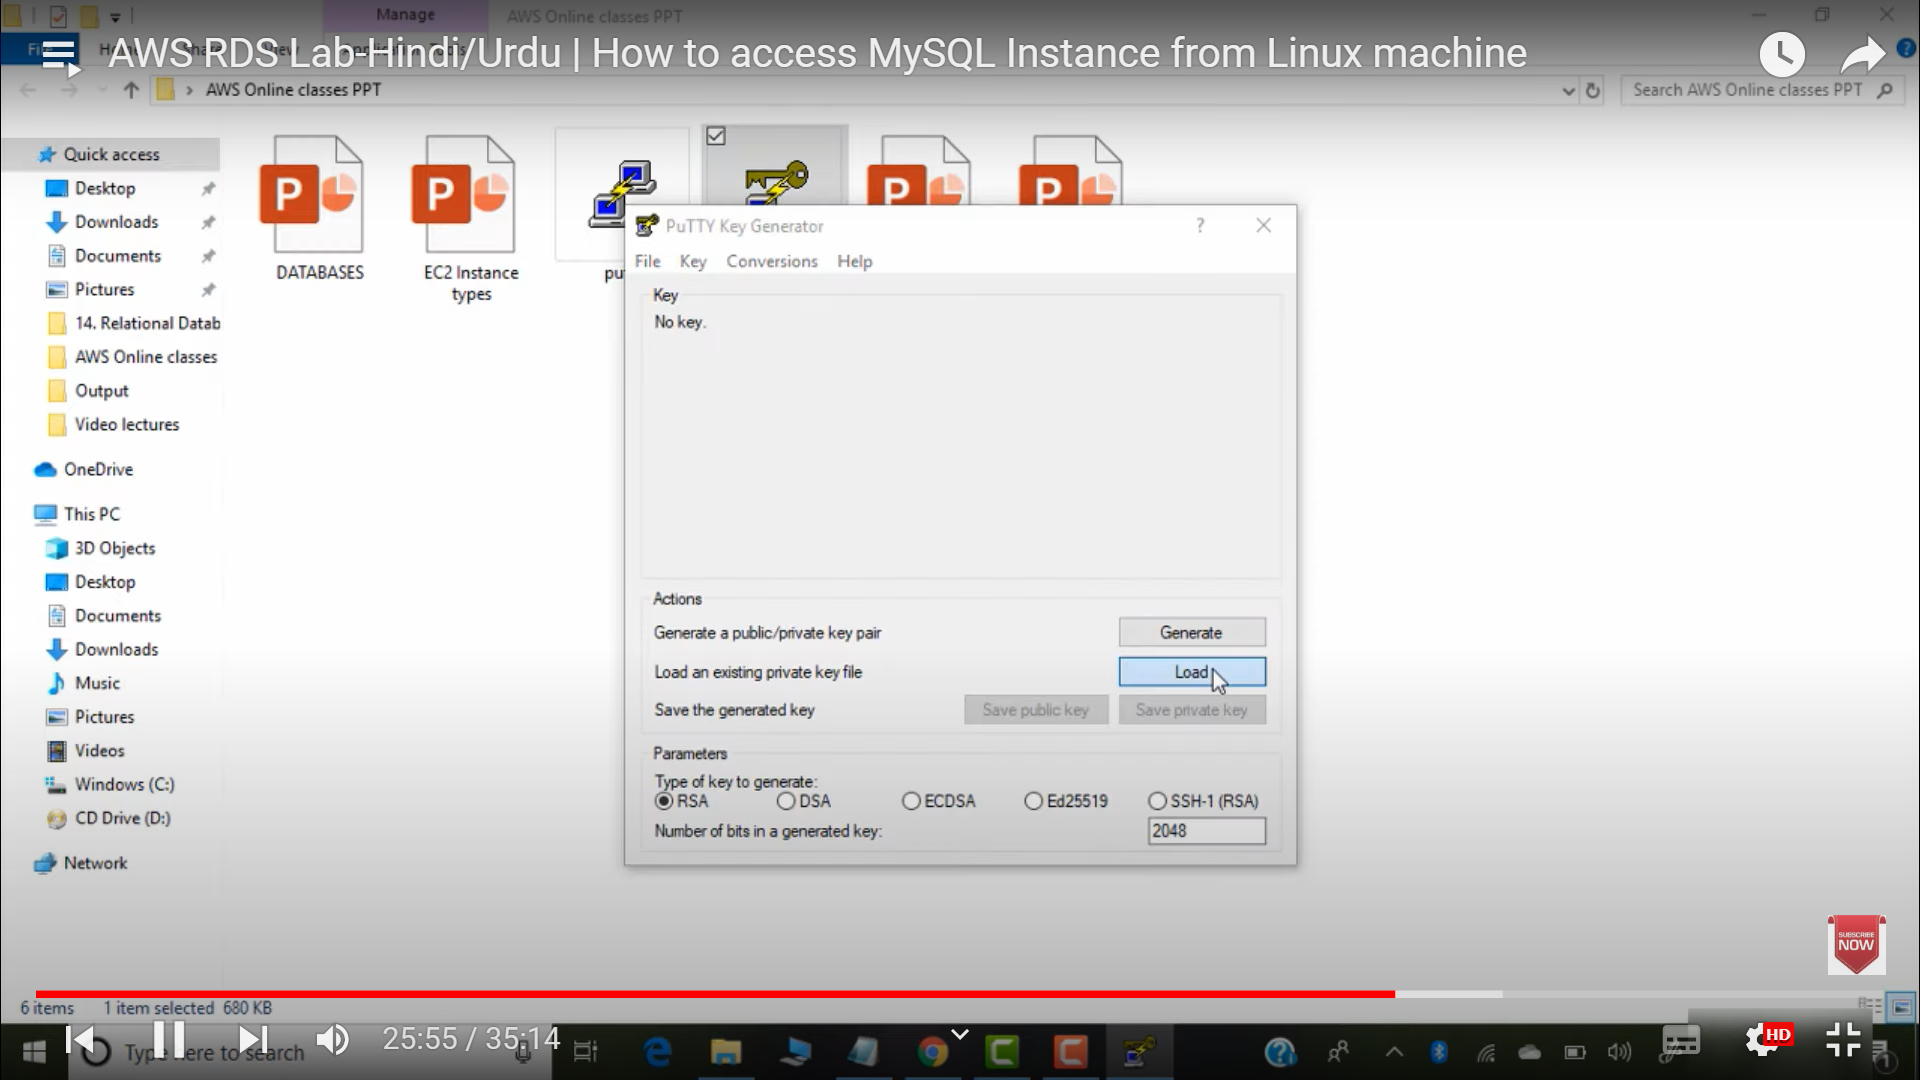 Manage
AWS Online classes PPT
AWS RDS Lab-Hindi/Urdu | How to access MySQL Instance from Linux machine
AWS Online classes PPT
Search AWS Online classes PPT
Quick access
Desktop
Downloads
Documents
Pictures
14. Relational Datab
AWS Online classes
Output
Video lectures
OneDrive
This PC
3D Objects
Desktop
Documents
Downloads
Music
Pictures
Videos
Windows (C:)
CD Drive (D:)
Network
DATABASES
EC2 Instance
types
PuTTY Key Generator
File Key Conversions Help
Key
No key.
Actions
Generate a public/private key pair
Generate
Load an existing private key file
Load
Save the generated key
Save public key
Save private key
Parameters
Type of key to generate:
RSA DSA ECDSA Ed25519 SSH-1 (RSA)
Number of bits in a generated key:
2048
SUBSCRIBE
NOW
6 items 1 item selected 680 KB
25:55 / 35:14
Type here to search
HD